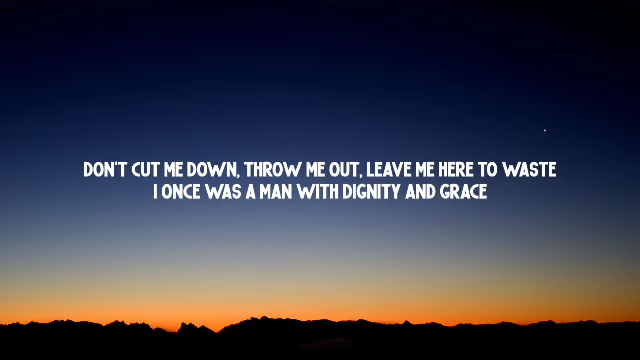 DON'T CUT ME DOWN, THROW ME OUT, LEAVE ME HERE TO WASTE
I ONCE WAS A MAN WITH DIGNITY AND GRACE